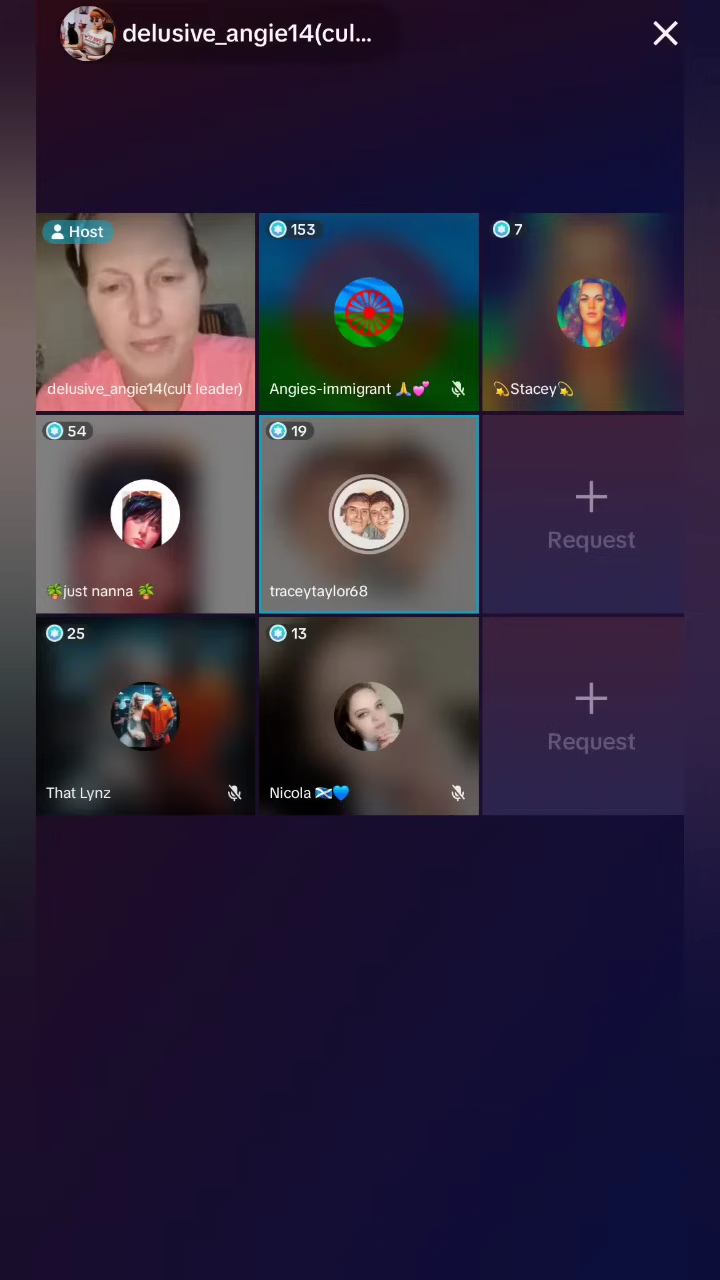 delusive_angie14(cul...
Host
153
7
delusive_angie14(cult leader)
Angies-immigrant 🙏💕
💫Stacey💫
54
19
🌴just nanna 🌴
traceytaylor68
Request
25
13
That Lynz
Nicola 🏴󠁧󠁢󠁳󠁣󠁴󠁿💙
Request